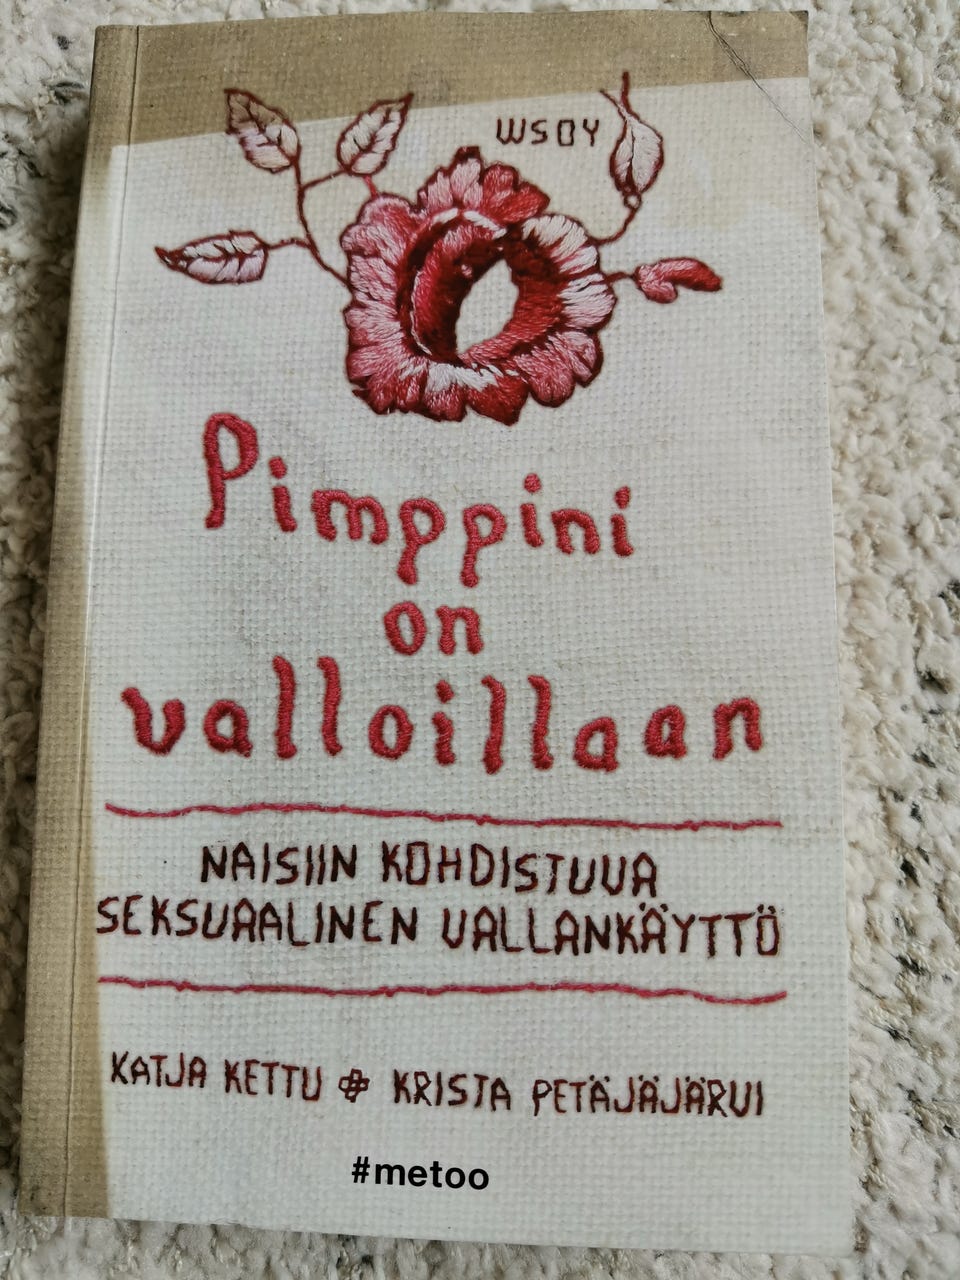 WSOY
Pimppini
on
valloillaan
NAISIIN KOHDISTUVA
SEKSUAALINEN VALLANKÄYTTÖ
KATJA KETTU # KRISTA PETÄJÄJÄRVI
#metoo